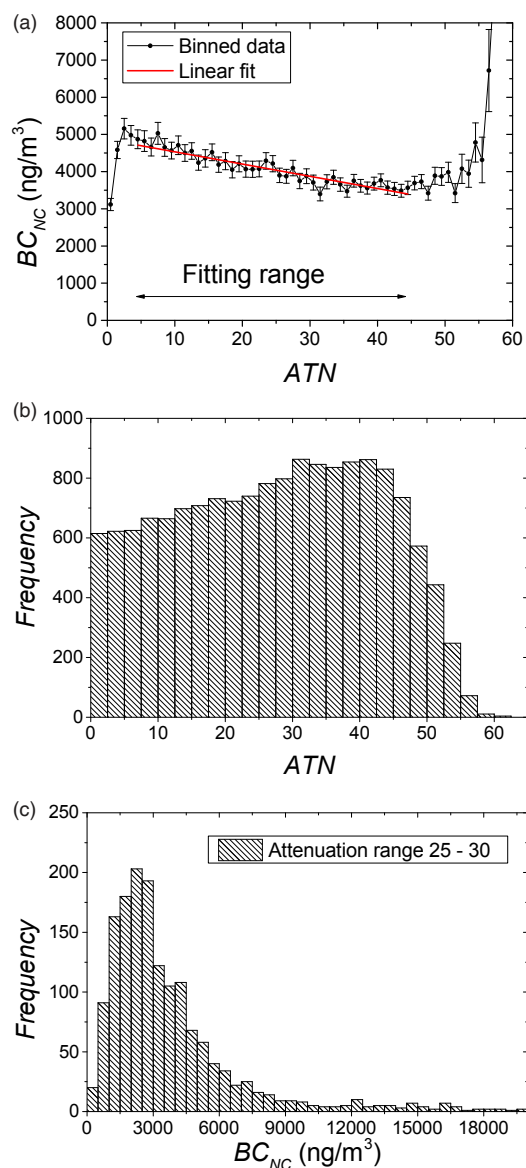 (a)
8000
7000
6000
5000
4000
3000
2000
1000
0
BC_NC (ng/m³)
Binned data
Linear fit
Fitting range
0 10 20 30 40 50 60
ATN
(b)
1000
800
600
400
200
0
Frequency
0 10 20 30 40 50 60
ATN
(c)
250
200
150
100
50
0
Frequency
Attenuation range 25 - 30
0 3000 6000 9000 12000 15000 18000
BC_NC (ng/m³)